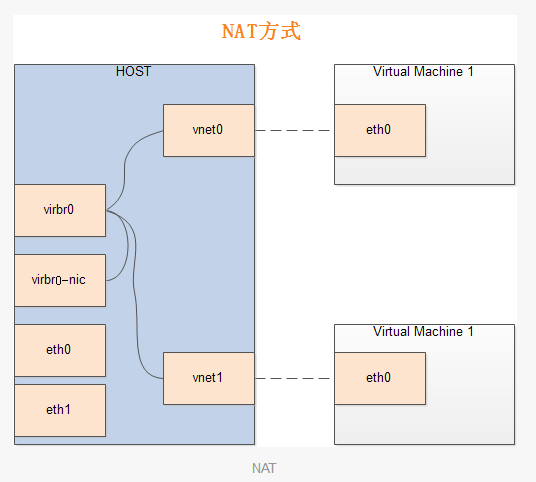 NAT方式
HOST
Virtual Machine 1
vnet0
eth0
virbr0
virbr0-nic
eth0
Virtual Machine 1
vnet1
eth0
eth1
NAT